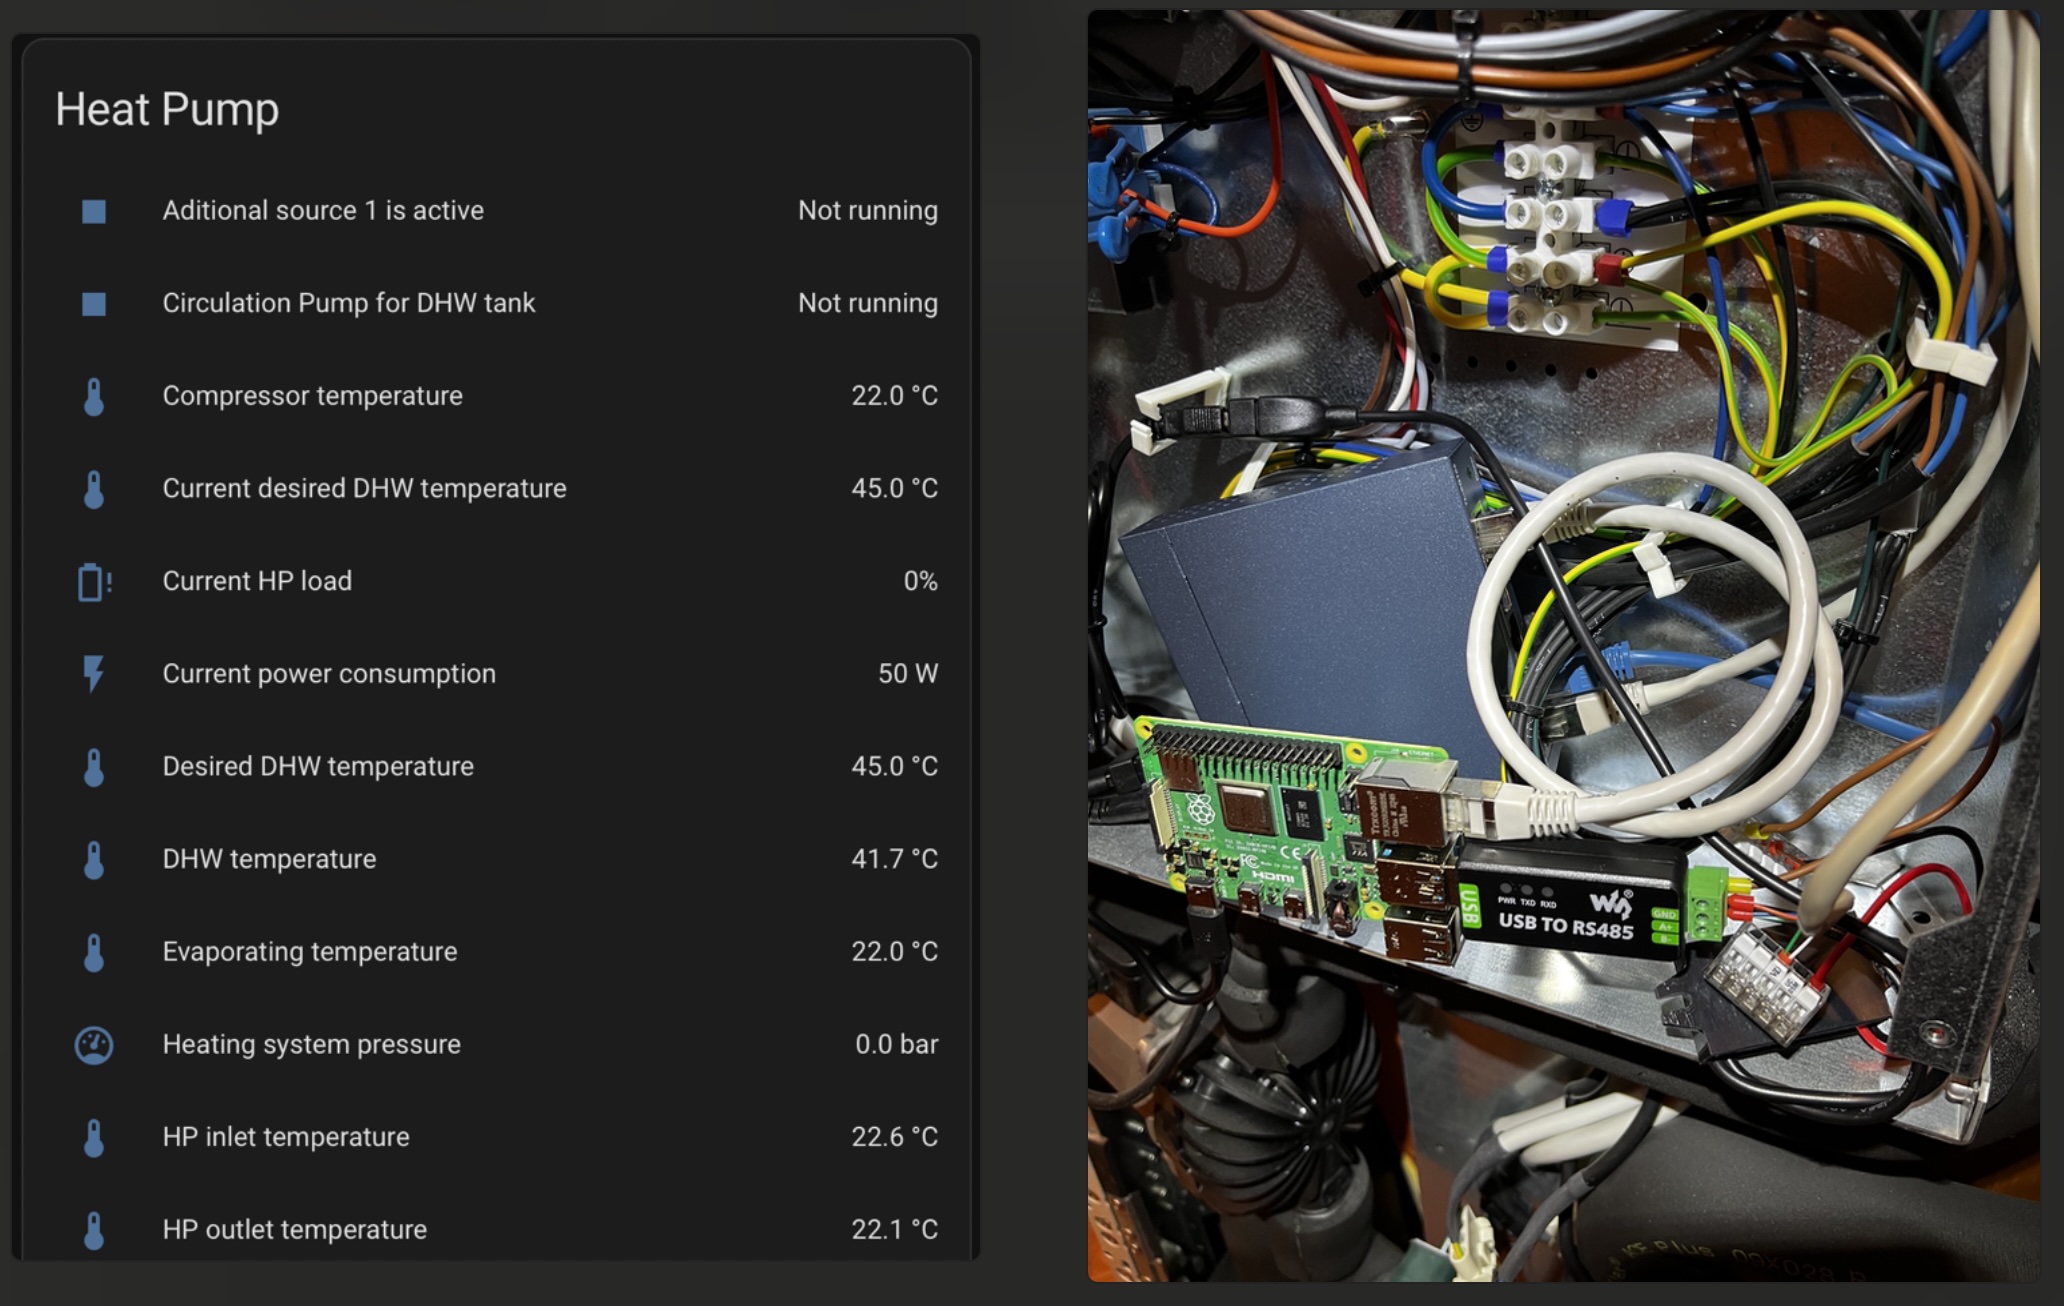 Heat Pump
Aditional source 1 is active Not running
Circulation Pump for DHW tank Not running
Compressor temperature 22.0 °C
Current desired DHW temperature 45.0 °C
Current HP load 0%
Current power consumption 50 W
Desired DHW temperature 45.0 °C
DHW temperature 41.7 °C
Evaporating temperature 22.0 °C
Heating system pressure 0.0 bar
HP inlet temperature 22.6 °C
HP outlet temperature 22.1 °C
Trxcom
CE
HDMI
USB
PWR TXD RXD
USB TO RS485
GND
A+
B-